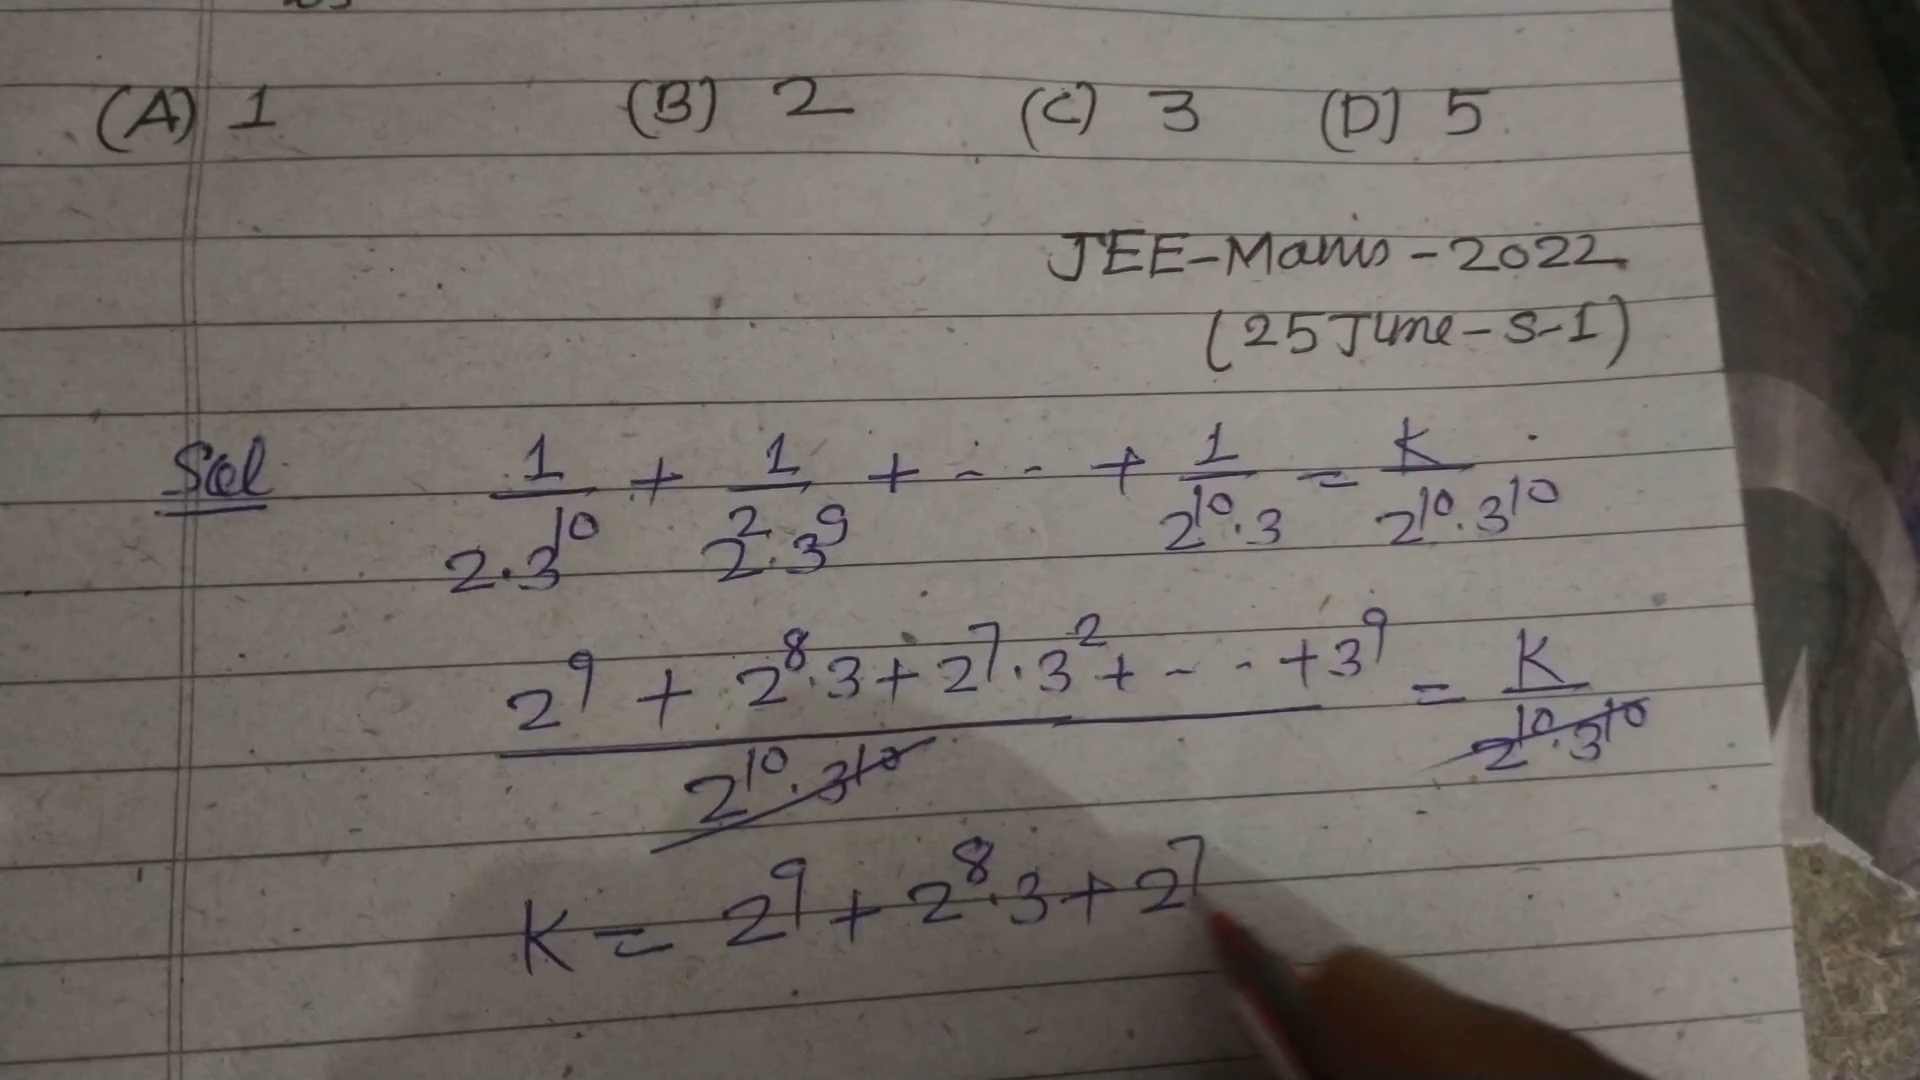 (A) 1 (B) 2 (C) 3 (D) 5
JEE-Mains-2022
(25 June-S-1)
Sol 1/(2.3^10) + 1/(2^2.3^9) + - - + 1/(2^10.3) = K/(2^10.3^10)
(2^9 + 2^8.3 + 2^7.3^2 + - - - + 3^9)/(2^10.3^10) = K/(2^10.3^10)
K = 2^9 + 2^8.3 + 2^7